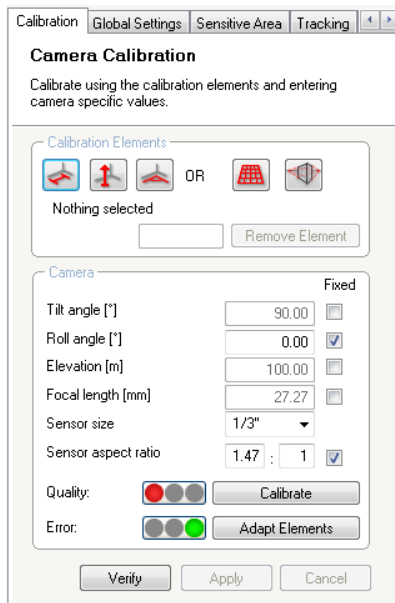 Calibration Global Settings Sensitive Area Tracking
Camera Calibration
Calibrate using the calibration elements and entering
camera specific values.
Calibration Elements
OR
Nothing selected
Remove Element
Camera
Fixed
Tilt angle [°] 90.00
Roll angle [°] 0.00
Elevation [m] 100.00
Focal length [mm] 27.27
Sensor size 1/3"
Sensor aspect ratio 1.47 : 1
Quality: Calibrate
Error: Adapt Elements
Verify Apply Cancel